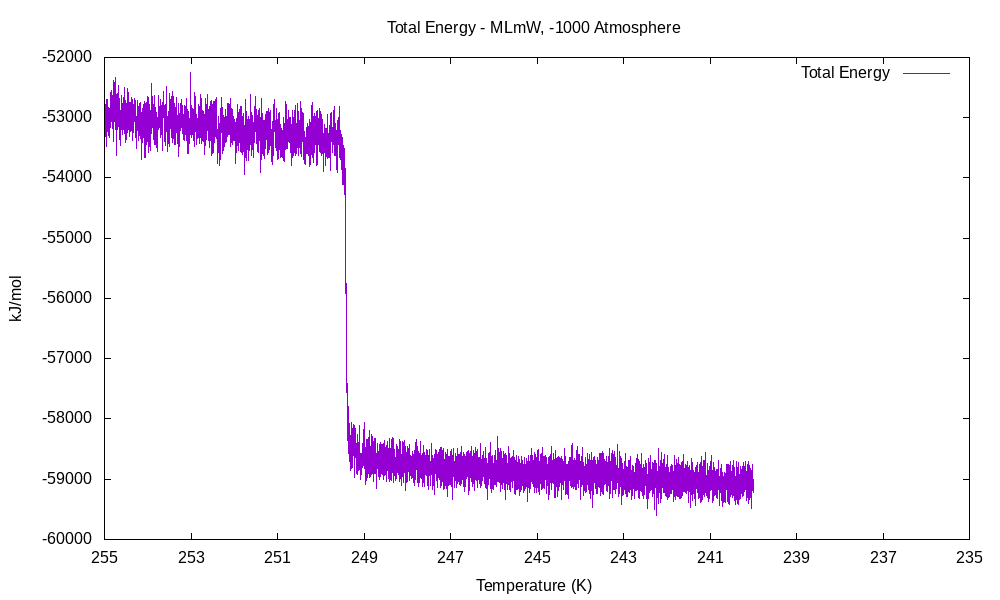 Total Energy - MLmW, -1000 Atmosphere
Total Energy
-52000
-53000
-54000
-55000
-56000
-57000
-58000
-59000
-60000
kJ/mol
255 253 251 249 247 245 243 241 239 237 235
Temperature (K)